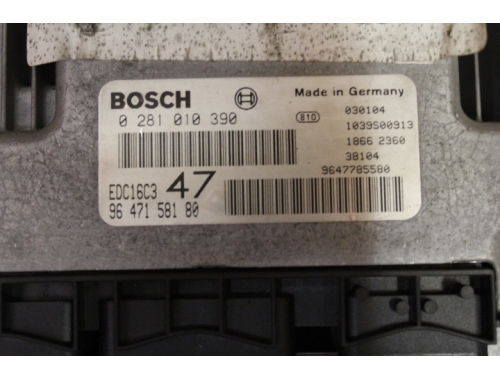 BOSCH
Made in Germany
0 281 010 390
810
030104
1039S00913
1866 2360
38104
9647785580
EDC16C3 47
96 471 581 80